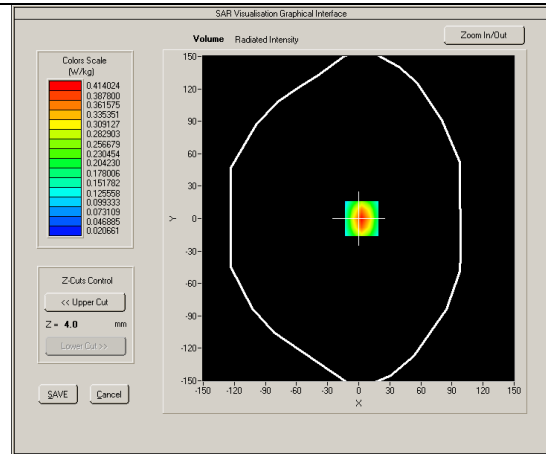 SAR Visualisation Graphical Interface
Volume Radiated Intensity
Zoom In/Out
Colors Scale
(W/kg)
0.414024
0.387800
0.361575
0.335351
0.309127
0.282903
0.256679
0.230454
0.204230
0.178006
0.151782
0.125558
0.099333
0.073109
0.046885
0.020661
Z-Cuts Control
<< Upper Cut
Z = 4.0 mm
Lower Cut >>
SAVE Cancel
150
120
90
60
30
0
-30
-60
-90
-120
-150
Y
-150 -120 -90 -60 -30 0 30 60 90 120 150
X